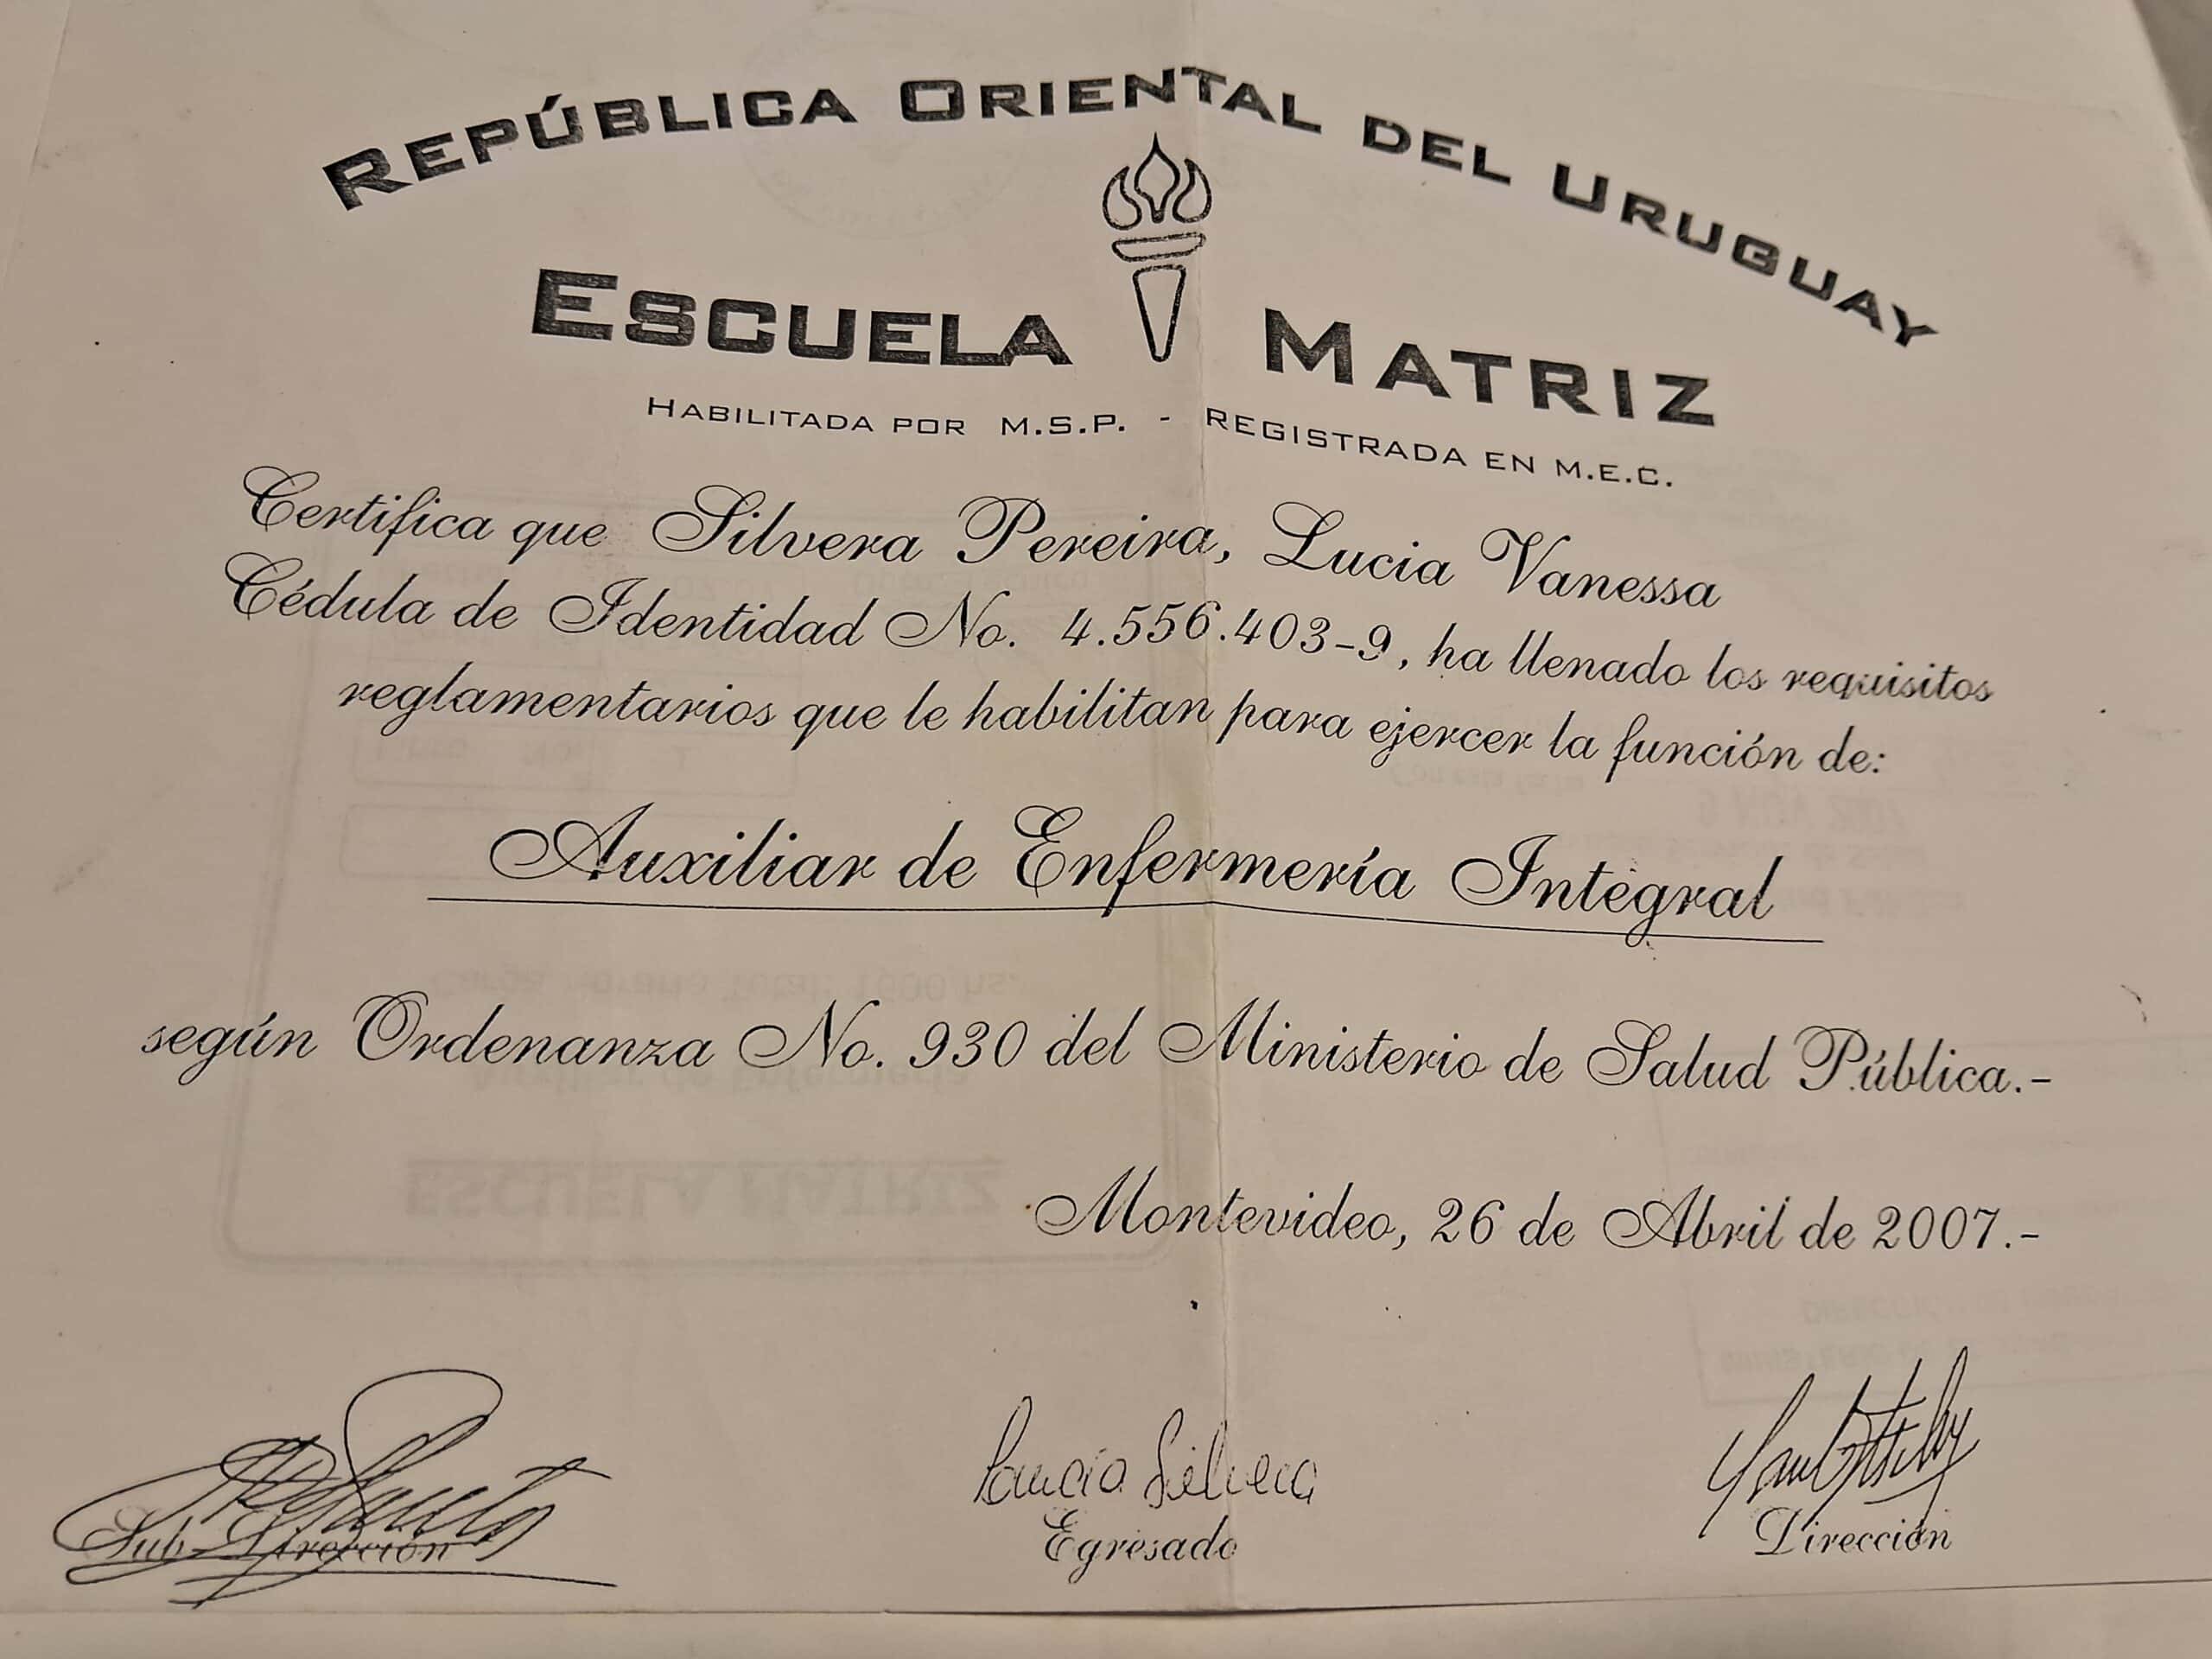 REPÚBLICA ORIENTAL DEL URUGUAY
ESCUELA MATRIZ
HABILITADA POR M.S.P. - REGISTRADA EN M.E.C.
Certifica que Silvera Pereira, Lucia Vanessa
Cédula de Identidad No. 4.556.403-9, ha llenado los requisitos
reglamentarios que le habilitan para ejercer la función de:
Auxiliar de Enfermería Integral
según Ordenanza No. 930 del Ministerio de Salud Pública.-
Montevideo, 26 de Abril de 2007.-
Lucía Silvera
Sub-Dirección
Egresado
Dirección